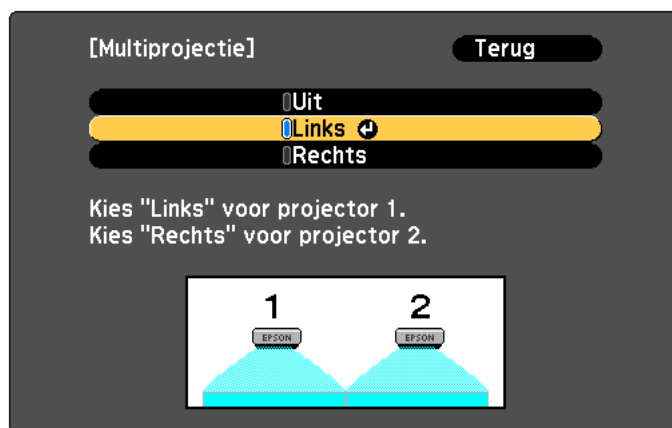 [Multiprojectie] Terug
Uit
Links
Rechts
Kies "Links" voor projector 1.
Kies "Rechts" voor projector 2.
1 2
EPSON EPSON